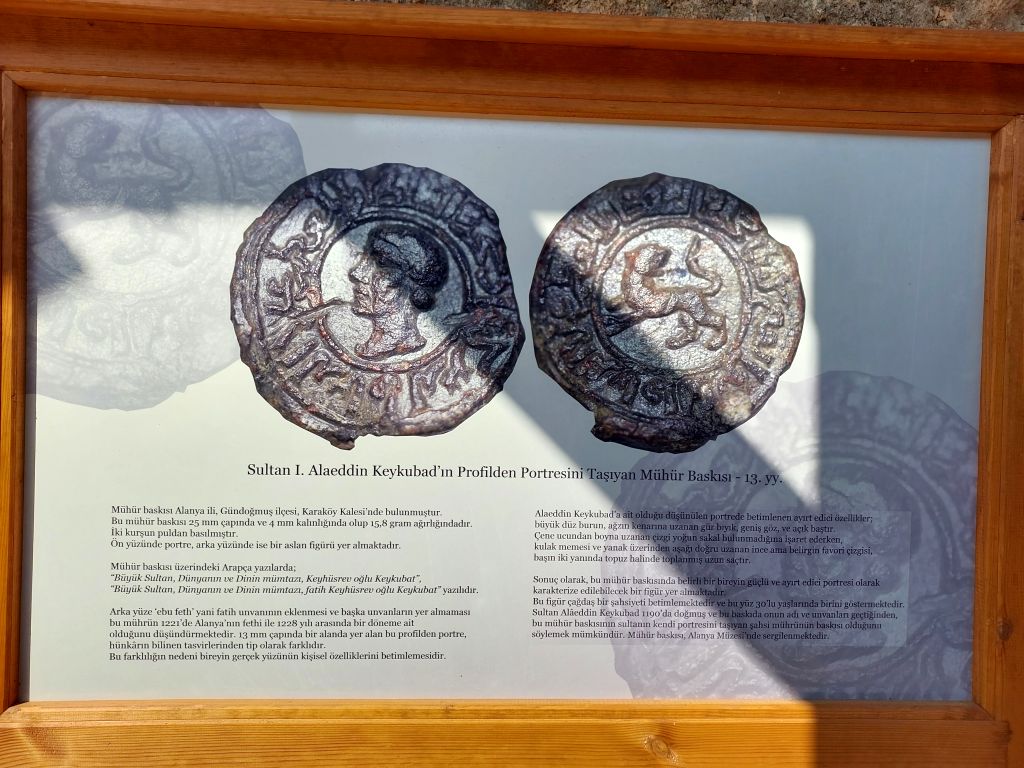 Sultan I. Alaeddin Keykubad'ın Profilden Portresini Taşıyan Mühür Baskısı - 13. yy.
Mühür baskısı Alanya ili, Gündoğmuş ilçesi, Karaköy Kalesi'nde bulunmuştur.
Bu mühür baskısı 25 mm çapında ve 4 mm kalınlığında olup 15,8 gram ağırlığındadır.
İki kurşun puldan basılmıştır.
Ön yüzünde portre, arka yüzünde ise bir aslan figürü yer almaktadır.
Mühür baskısı üzerindeki Arapça yazılarda;
"Büyük Sultan, Dünyanın ve Dinin mümtazı, Keyhüsrev oğlu Keykubat",
"Büyük Sultan, Dünyanın ve Dinin mümtazı, fatih Keyhüsrev oğlu Keykubat" yazılıdır.
Arka yüze 'ebu feth' yani fatih unvanının eklenmesi ve başka unvanların yer almaması
bu mührün 1221'de Alanya'nın fethi ile 1228 yılı arasında bir döneme ait
olduğunu düşündürmektedir. 13 mm çapında bir alanda yer alan bu profilden portre,
hünkârın bilinen tasvirlerinden tip olarak farklıdır.
Bu farklılığın nedeni bireyin gerçek yüzünün kişisel özelliklerini betimlemesidir.
Alaeddin Keykubad'a ait olduğu düşünülen portrede betimlenen ayırt edici özellikler;
büyük düz burun, ağzın kenarına uzanan gür bıyık, geniş göz, ve açık baştır.
Çene ucundan boyna uzanan çizgi yoğun sakal bulunmadığına işaret ederken,
kulak memesi ve yanak üzerinden aşağı doğru uzanan ince ama belirgin favori çizgisi,
başın iki yanında topuz halinde toplanmış uzun saçtır.
Sonuç olarak, bu mühür baskısında belirli bir bireyin güçlü ve ayırt edici portresi olarak
karakterize edilebilecek bir figür yer almaktadır.
Bu figür çağdaş bir şahsiyeti betimlemektedir ve bu yüz 30'lu yaşlarında birini göstermektedir.
Sultan Alâeddin Keykubad 1190'da doğmuş ve bu baskıda onun adı ve unvanları geçtiğinden,
bu mühür baskısının sultanın kendi portresini taşıyan şahsi mührünün baskısı olduğunu
söylemek mümkündür. Mühür baskısı, Alanya Müzesi'nde sergilenmektedir.